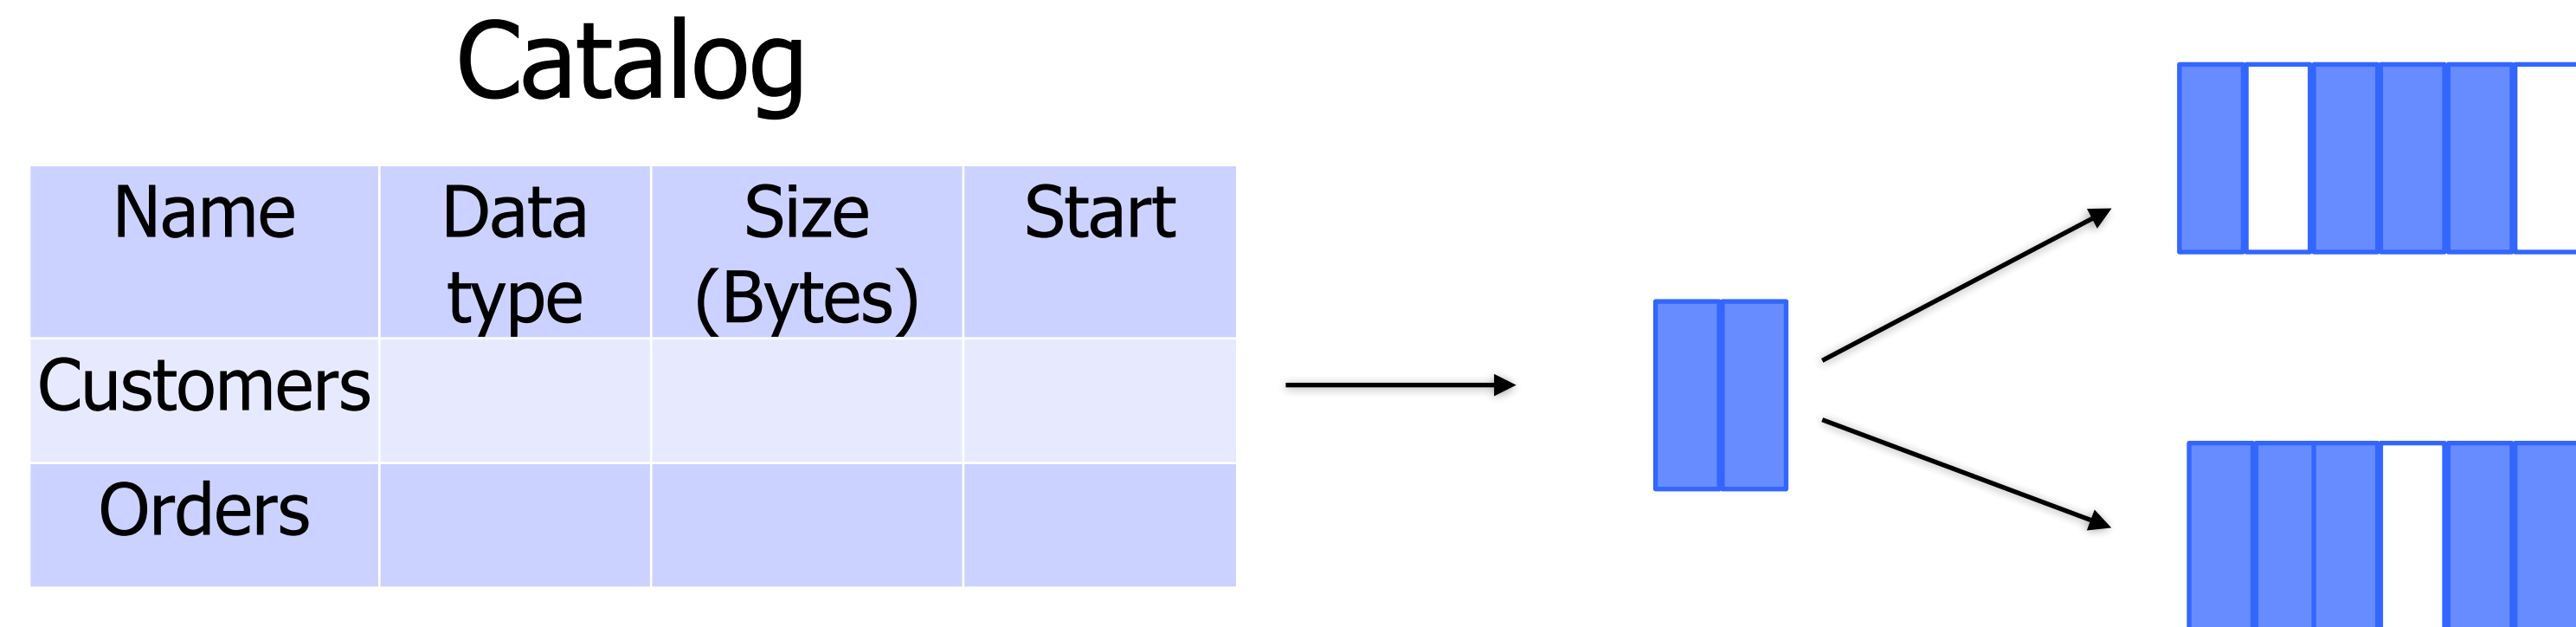 Catalog
Name Data type Size (Bytes) Start
Customers
Orders